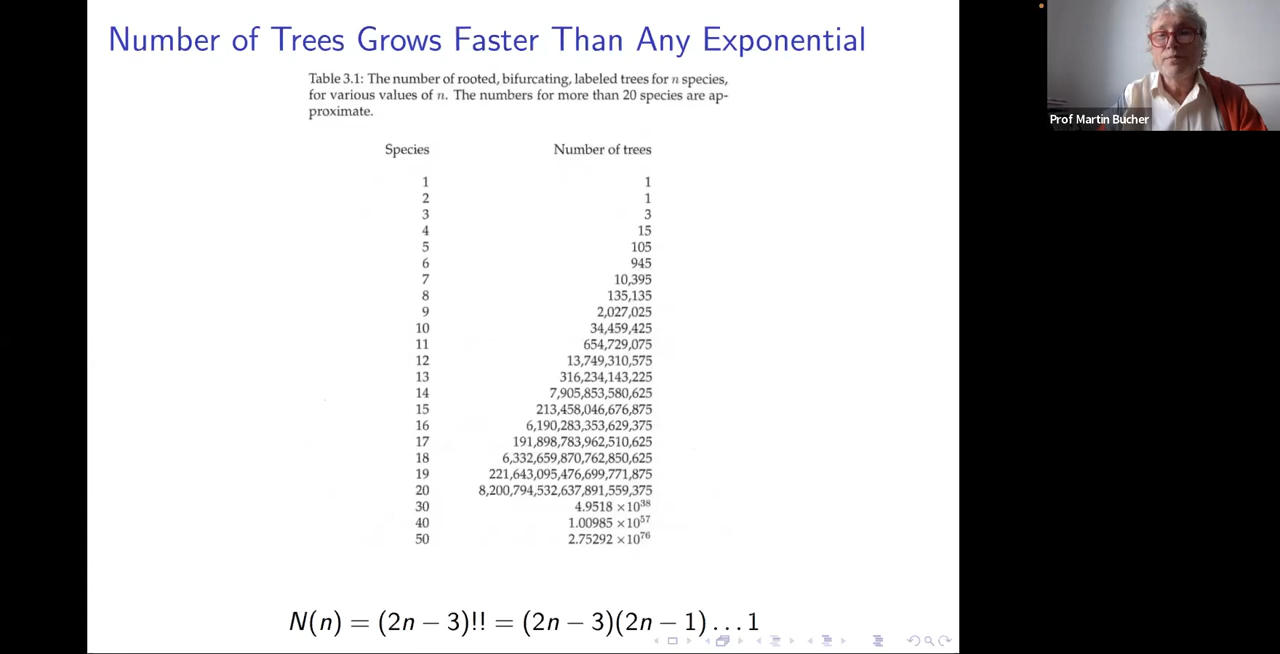 Number of Trees Grows Faster Than Any Exponential
Table 3.1: The number of rooted, bifurcating, labeled trees for n species,
for various values of n. The numbers for more than 20 species are ap-
proximate.
Species Number of trees
1 1
2 1
3 3
4 15
5 105
6 945
7 10,395
8 135,135
9 2,027,025
10 34,459,425
11 654,729,075
12 13,749,310,575
13 316,234,143,225
14 7,905,853,580,625
15 213,458,046,676,875
16 6,190,283,353,629,375
17 191,898,783,962,510,625
18 6,332,659,870,762,850,625
19 221,643,095,476,699,771,875
20 8,200,794,532,637,891,559,375
30 4.9518 ×10³⁸
40 1.00985 ×10⁵⁷
50 2.75292 ×10⁷⁶
N(n) = (2n − 3)!! = (2n − 3)(2n − 1) . . . 1
Prof Martin Bucher